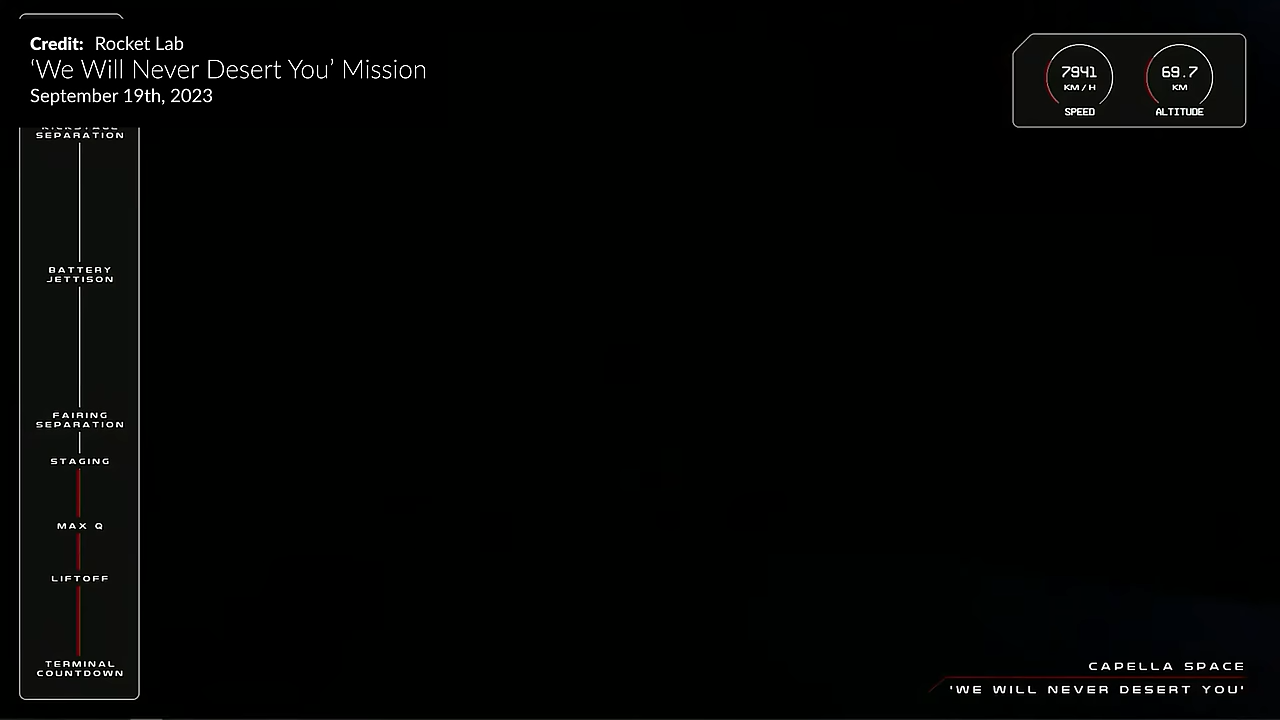 Credit: Rocket Lab
‘We Will Never Desert You’ Mission
September 19th, 2023
7941
KM/H
SPEED
69.7
KM
ALTITUDE
SEPARATION
BATTERY
JETTISON
FAIRING
SEPARATION
STAGING
MAX Q
LIFTOFF
TERMINAL
COUNTDOWN
CAPELLA SPACE
'WE WILL NEVER DESERT YOU'